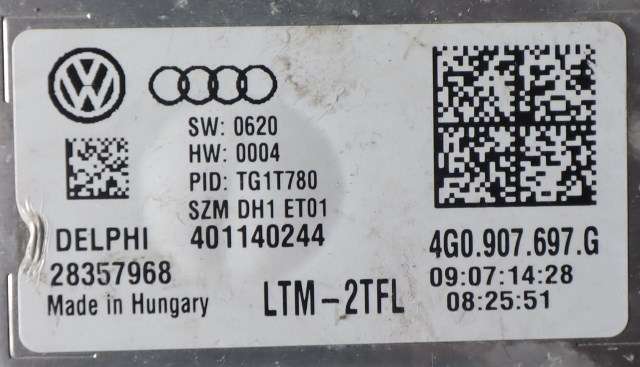 SW: 0620
HW: 0004
PID: TG1T780
SZM DH1 ET01
DELPHI 401140244
28357968
Made in Hungary
LTM-2TFL
4G0.907.697.G
09:07:14:28
08:25:51